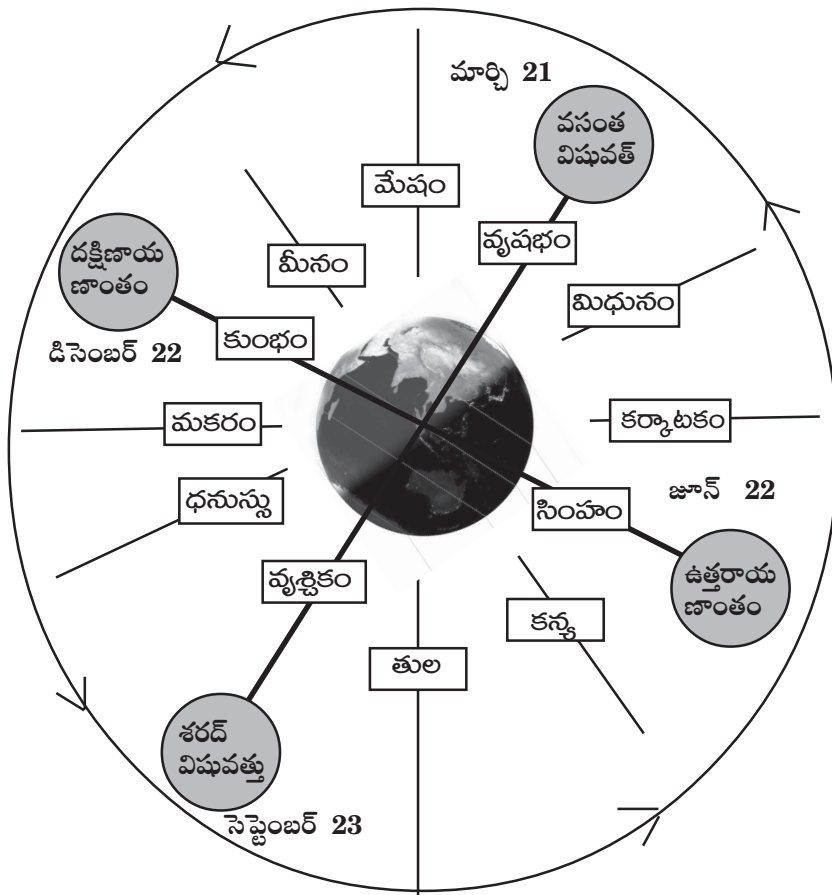 మార్చి 21
వసంత
విషువత్
మేషం
వృషభం
దక్షిణాయ
ణాంతం
మీనం
మిధునం
డిసెంబర్ 22
కుంభం
మకరం
కర్కాటకం
ధనుస్సు
జూన్ 22
సింహం
ఉత్తరాయ
ణాంతం
వృశ్చికం
కన్య
తుల
శరద్
విషువత్తు
సెప్టెంబర్ 23